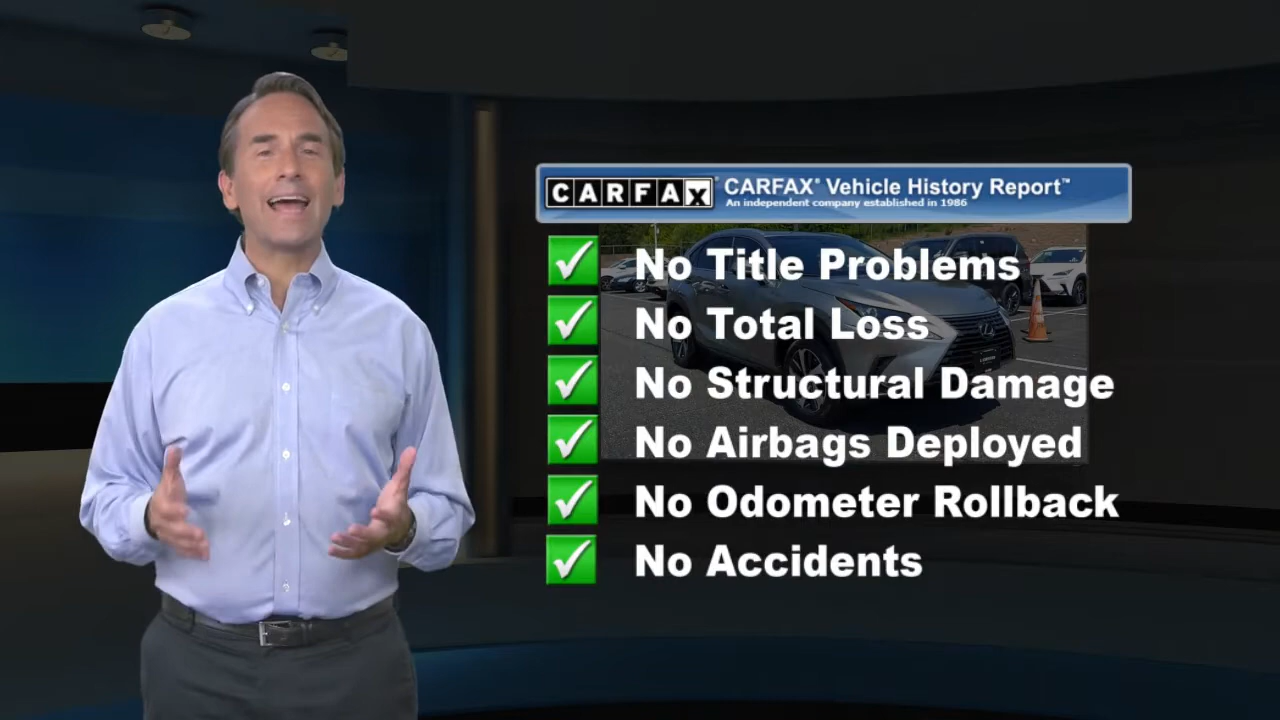 CARFAX® CARFAX® Vehicle History Report™
An independent company established in 1986
No Title Problems
No Total Loss
No Structural Damage
No Airbags Deployed
No Odometer Rollback
No Accidents